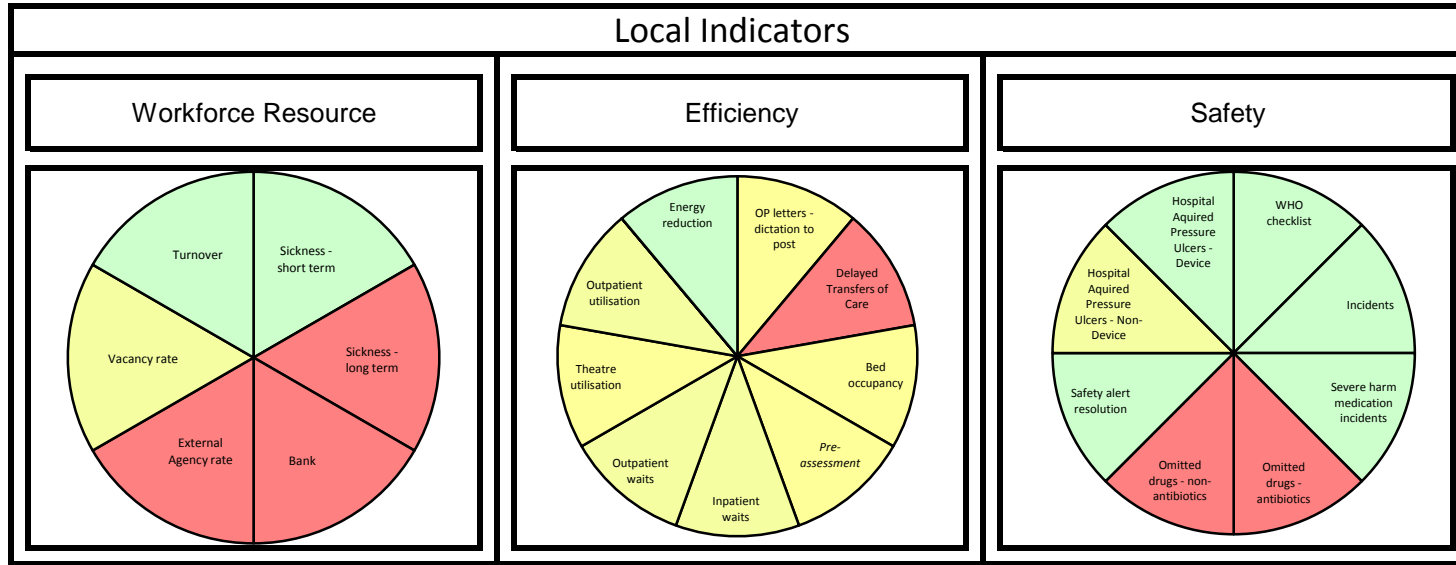 Local Indicators
Workforce Resource
Efficiency
Safety
Turnover
Sickness -
short term
Vacancy rate
Sickness -
long term
External
Agency rate
Bank
Energy
reduction
OP letters -
dictation to
post
Outpatient
utilisation
Delayed
Transfers of
Care
Theatre
utilisation
Bed
occupancy
Outpatient
waits
Pre-
assessment
Inpatient
waits
Hospital
Aquired
Pressure
Ulcers -
Device
WHO
checklist
Hospital
Aquired
Pressure
Ulcers - Non-
Device
Incidents
Safety alert
resolution
Severe harm
medication
incidents
Omitted
drugs - non-
antibiotics
Omitted
drugs -
antibiotics